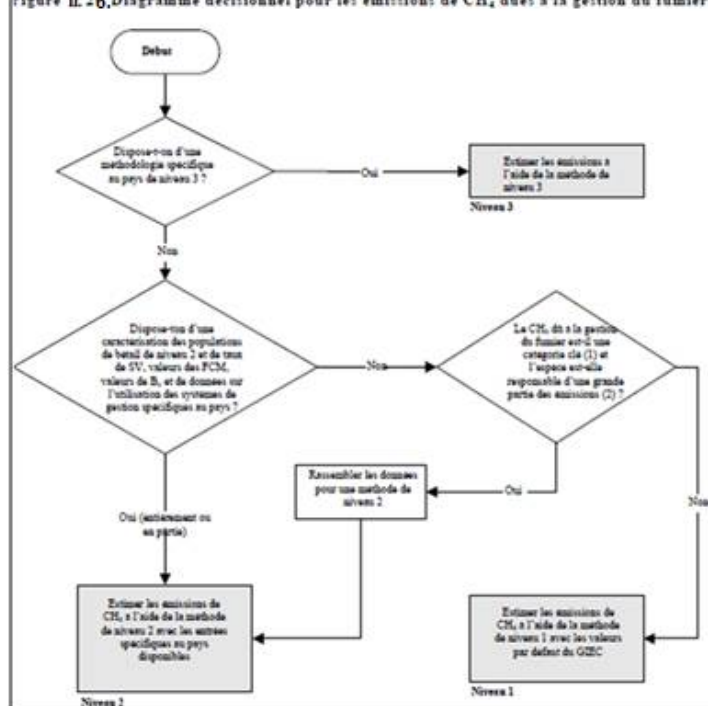 Figure II. 26.Diagramme décisionnel pour les émissions de CH₄ dues à la gestion du fumier
Début
Dispose-t-on d'une
méthodologie spécifique
au pays de niveau 3 ?
Oui
Estimer les émissions à
l'aide de la méthode de
niveau 3
Niveau 3
Non
Dispose-t-on d'une
caractérisation des populations
de bétail de niveau 2 et de taux
de SV, valeurs des FCM,
valeurs de B₀ et de données sur
l'utilisation des systèmes de
gestion spécifiques au pays ?
Non
Le CH₄ dû à la gestion
du fumier est-il une
catégorie clé (1) et
l'espace est-elle
responsable d'une grande
partie des émissions (2) ?
Rassembler les données
pour une méthode de
niveau 2
Oui
Non
Oui (entièrement ou
en partie)
Estimer les émissions de
CH₄ à l'aide de la méthode
de niveau 2 avec les entrées
spécifiques au pays
disponibles
Niveau 2
Estimer les émissions de
CH₄ à l'aide de la méthode
de niveau 1 avec les valeurs
par défaut du GIEC
Niveau 1